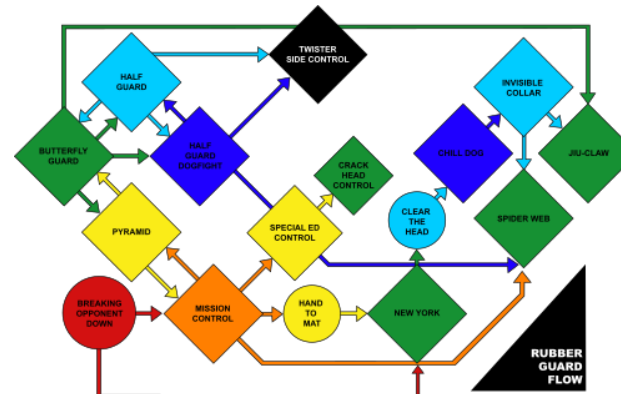 TWISTER
SIDE CONTROL
HALF
GUARD
INVISIBLE
COLLAR
BUTTERFLY
GUARD
HALF
GUARD
DOGFIGHT
CRACK
HEAD
CONTROL
CHILL DOG
JIU-CLAW
CLEAR
THE
HEAD
SPIDER WEB
PYRAMID
SPECIAL ED
CONTROL
BREAKING
OPPONENT
DOWN
MISSION
CONTROL
HAND
TO
MAT
NEW YORK
RUBBER
GUARD
FLOW